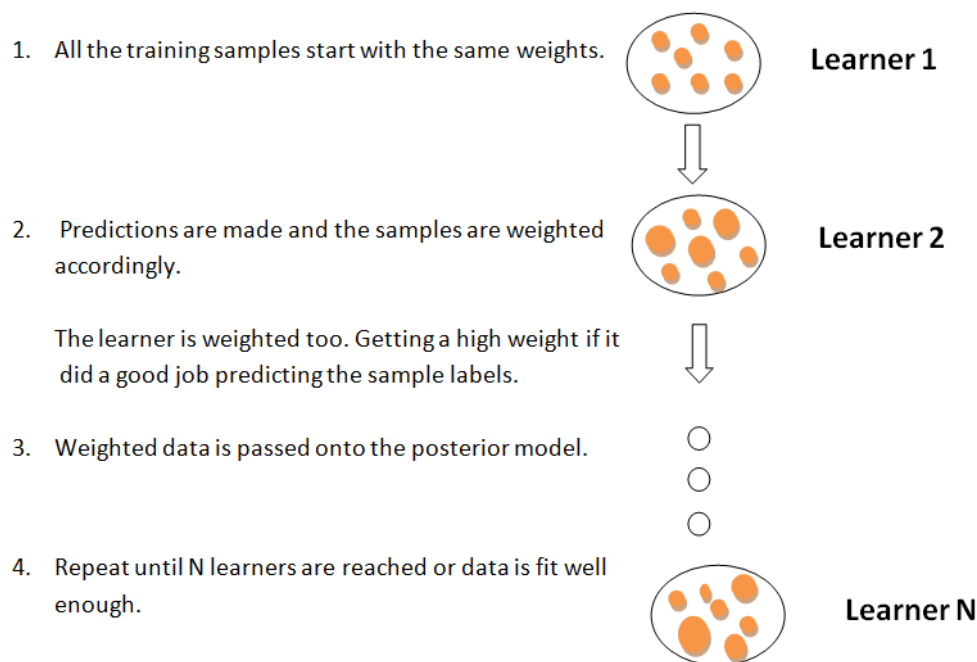 1. All the training samples start with the same weights.
Learner 1
2. Predictions are made and the samples are weighted
accordingly.
Learner 2
The learner is weighted too. Getting a high weight if it
did a good job predicting the sample labels.
3. Weighted data is passed onto the posterior model.
4. Repeat until N learners are reached or data is fit well
enough.
Learner N